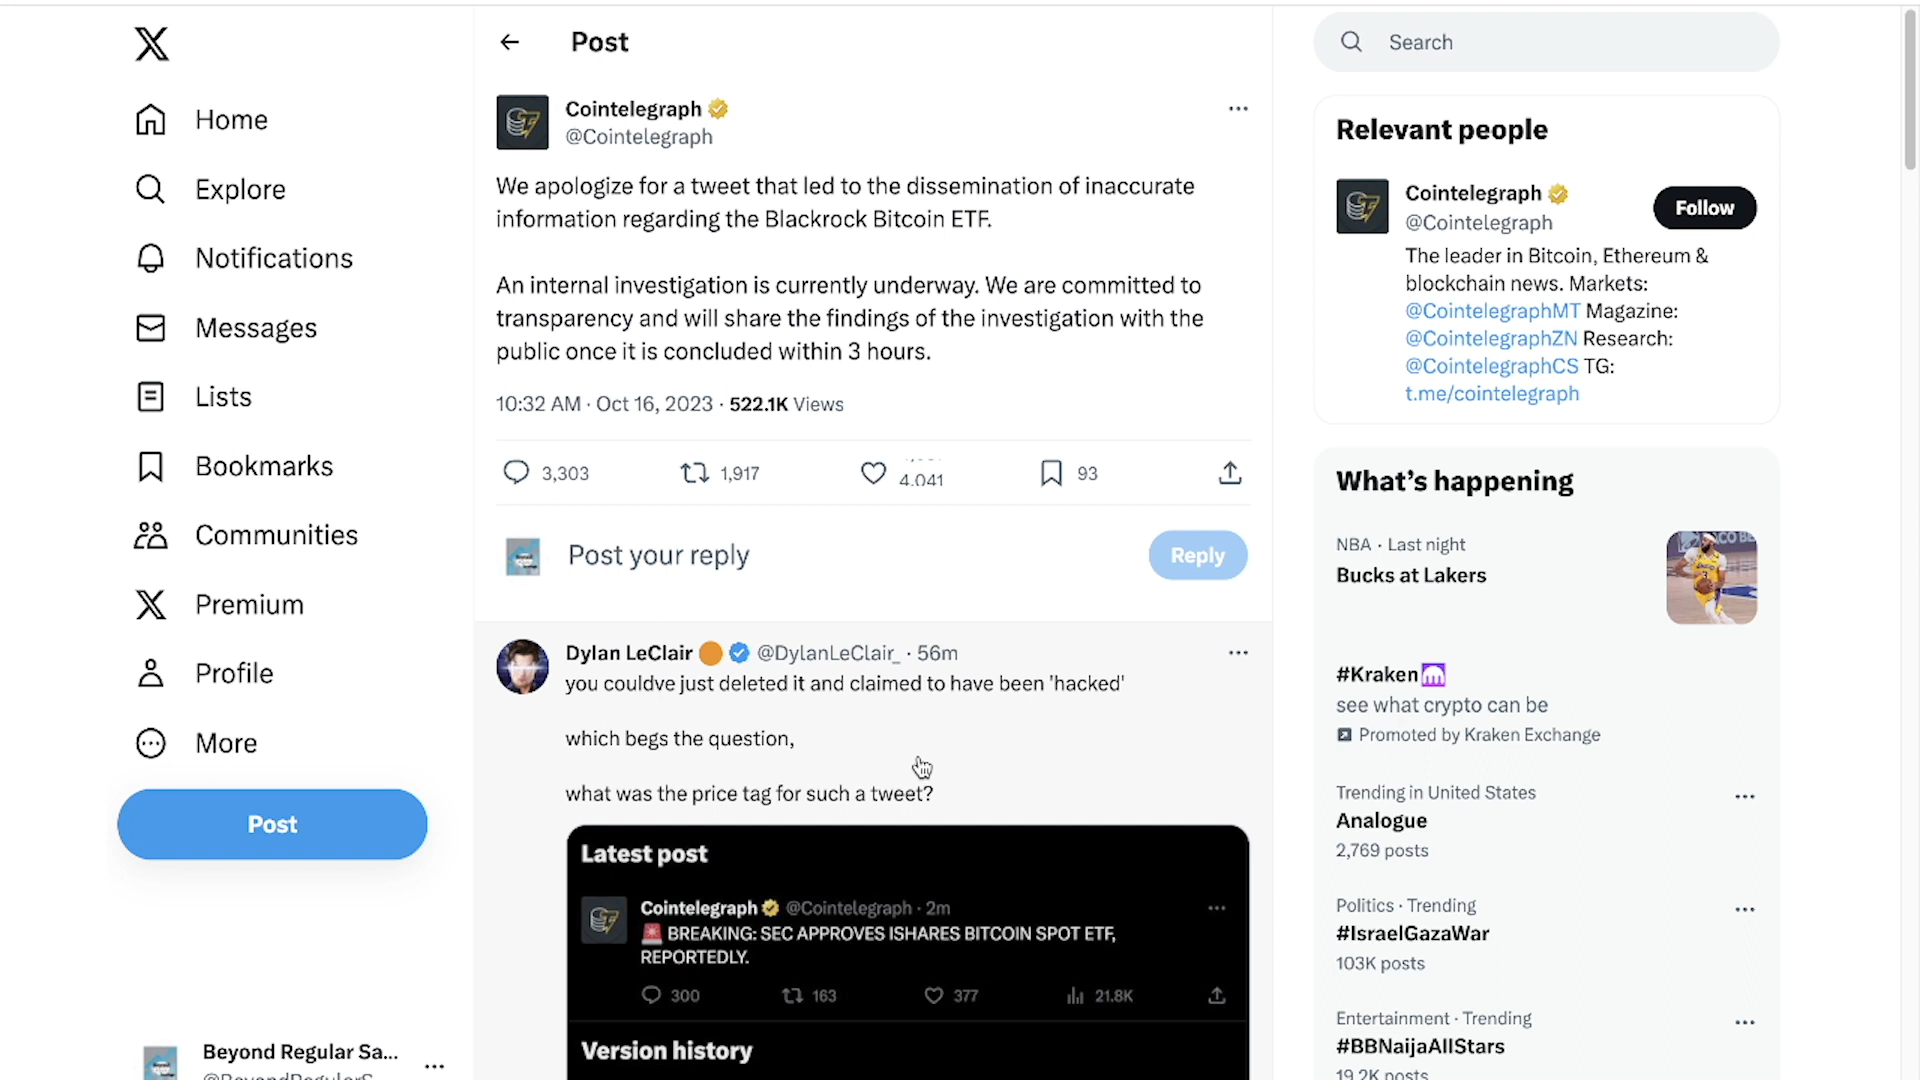 Home
Explore
Notifications
Messages
Lists
Bookmarks
Communities
Premium
Profile
More
Post
Beyond Regular Sa...
Post
Cointelegraph
@Cointelegraph
We apologize for a tweet that led to the dissemination of inaccurate
information regarding the Blackrock Bitcoin ETF.
An internal investigation is currently underway. We are committed to
transparency and will share the findings of the investigation with the
public once it is concluded within 3 hours.
10:32 AM · Oct 16, 2023 · 522.1K Views
3,303 1,917 4,041 93
Post your reply
Reply
Dylan LeClair @DylanLeClair_ · 56m
you couldve just deleted it and claimed to have been 'hacked'
which begs the question,
what was the price tag for such a tweet?
Latest post
Cointelegraph @Cointelegraph · 2m
BREAKING: SEC APPROVES ISHARES BITCOIN SPOT ETF,
REPORTEDLY.
300 163 377 21.8K
Version history
Search
Relevant people
Cointelegraph
@Cointelegraph
Follow
The leader in Bitcoin, Ethereum &
blockchain news. Markets:
@CointelegraphMT Magazine:
@CointelegraphZN Research:
@CointelegraphCS TG:
t.me/cointelegraph
What's happening
NBA · Last night
Bucks at Lakers
#Kraken
see what crypto can be
Promoted by Kraken Exchange
Trending in United States
Analogue
2,769 posts
Politics · Trending
#IsraelGazaWar
103K posts
Entertainment · Trending
#BBNaijaAllStars
19.2K posts